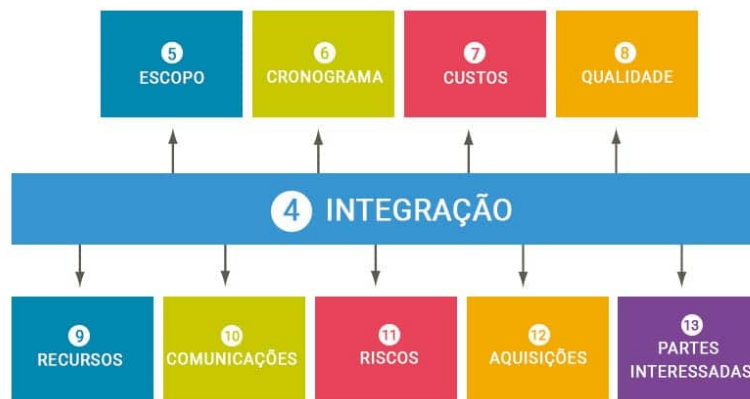 5
ESCOPO
6
CRONOGRAMA
7
CUSTOS
8
QUALIDADE
4 INTEGRAÇÃO
9
RECURSOS
10
COMUNICAÇÕES
11
RISCOS
12
AQUISIÇÕES
13
PARTES
INTERESSADAS